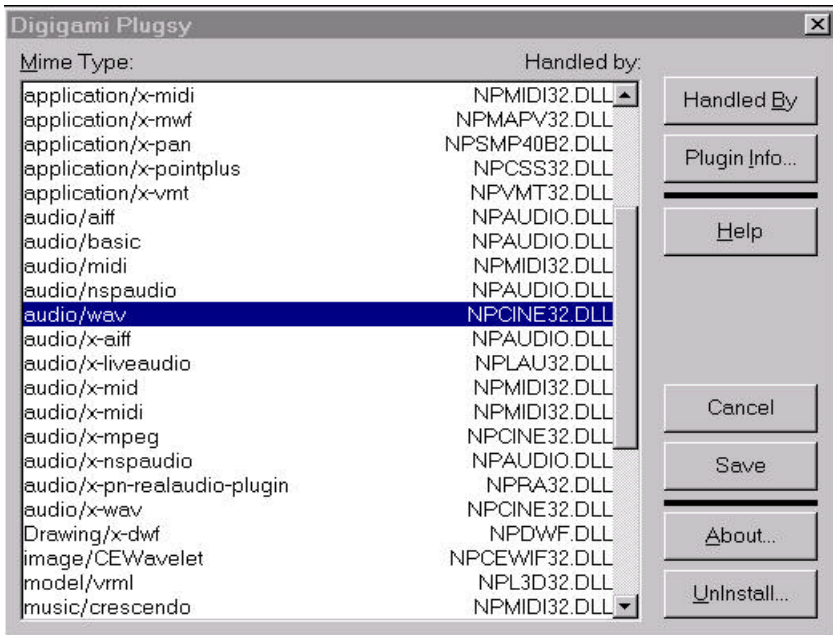 Digigami Plugsy
Mime Type: Handled by:
application/x-midi NPMIDI32.DLL
application/x-mwf NPMAPV32.DLL
application/x-pan NPSMP40B2.DLL
application/x-pointplus NPCSS32.DLL
application/x-vmt NPVMT32.DLL
audio/aiff NPAUDIO.DLL
audio/basic NPAUDIO.DLL
audio/midi NPMIDI32.DLL
audio/nspaudio NPAUDIO.DLL
audio/wav NPCINE32.DLL
audio/x-aiff NPAUDIO.DLL
audio/x-liveaudio NPLAU32.DLL
audio/x-mid NPMIDI32.DLL
audio/x-midi NPMIDI32.DLL
audio/x-mpeg NPCINE32.DLL
audio/x-nspaudio NPAUDIO.DLL
audio/x-pn-realaudio-plugin NPRA32.DLL
audio/x-wav NPCINE32.DLL
Drawing/x-dwf NPDWF.DLL
image/CEWavelet NPCEWIF32.DLL
model/vrml NPL3D32.DLL
music/crescendo NPMIDI32.DLL
Handled By
Plugin Info...
Help
Cancel
Save
About...
UnInstall...